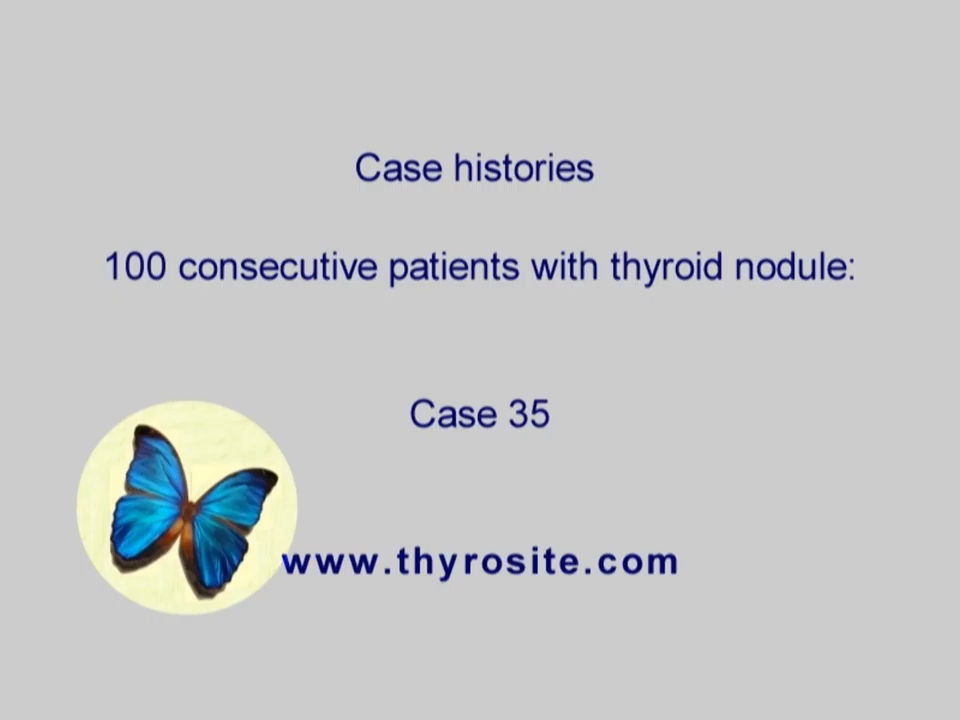 Case histories
100 consecutive patients with thyroid nodule:
Case 35
www.thyrosite.com